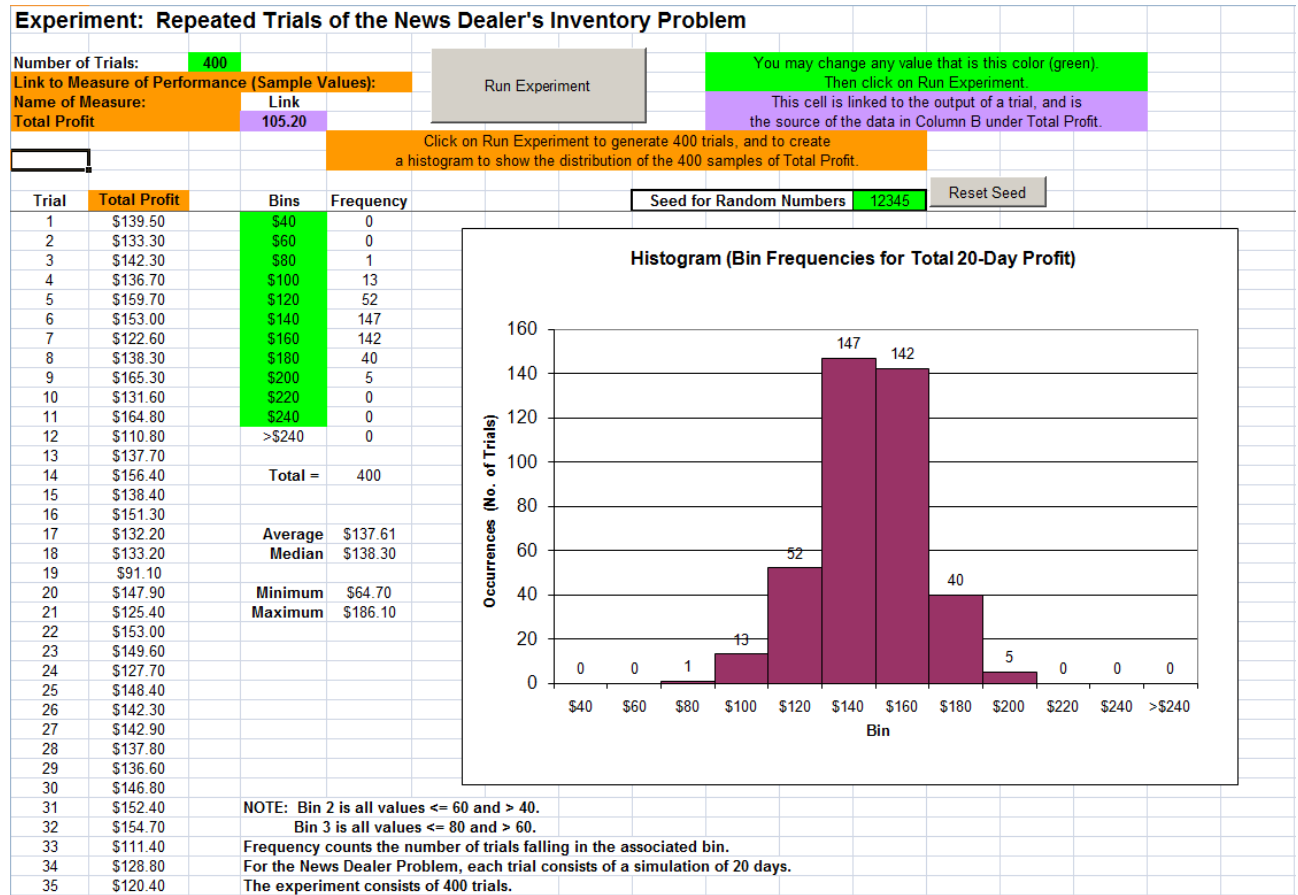 Experiment: Repeated Trials of the News Dealer's Inventory Problem
Number of Trials: 400
Link to Measure of Performance (Sample Values):
Name of Measure: Link
Total Profit 105.20
Run Experiment
You may change any value that is this color (green).
Then click on Run Experiment.
This cell is linked to the output of a trial, and is
the source of the data in Column B under Total Profit.
Click on Run Experiment to generate 400 trials, and to create
a histogram to show the distribution of the 400 samples of Total Profit.
Seed for Random Numbers 12345 Reset Seed
Trial Total Profit Bins Frequency
1 $139.50 $40 0
2 $133.30 $60 0
3 $142.30 $80 1
4 $136.70 $100 13
5 $159.70 $120 52
6 $153.00 $140 147
7 $122.60 $160 142
8 $138.30 $180 40
9 $165.30 $200 5
10 $131.60 $220 0
11 $164.80 $240 0
12 $110.80 >$240 0
13 $137.70
14 $156.40 Total = 400
15 $138.40
16 $151.30
17 $132.20 Average $137.61
18 $133.20 Median $138.30
19 $91.10
20 $147.90 Minimum $64.70
21 $125.40 Maximum $186.10
22 $153.00
23 $149.60
24 $127.70
25 $148.40
26 $142.30
27 $142.90
28 $137.80
29 $136.60
30 $146.80
31 $152.40 NOTE: Bin 2 is all values <= 60 and > 40.
32 $154.70 Bin 3 is all values <= 80 and > 60.
33 $111.40 Frequency counts the number of trials falling in the associated bin.
34 $128.80 For the News Dealer Problem, each trial consists of a simulation of 20 days.
35 $120.40 The experiment consists of 400 trials.
Histogram (Bin Frequencies for Total 20-Day Profit)
Occurrences (No. of Trials)
160
140
120
100
80
60
40
20
0
0 0 1 13 52 147 142 40 5 0 0 0
$40 $60 $80 $100 $120 $140 $160 $180 $200 $220 $240 >$240
Bin